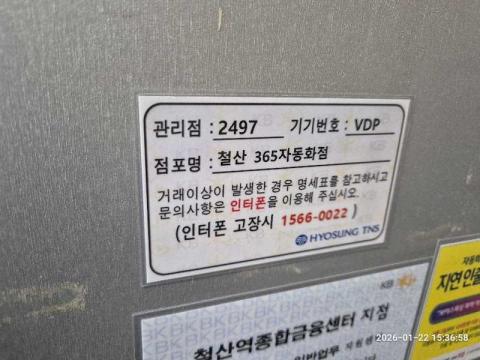 관리점 : 2497 기기번호 : VDP
점포명 : 철산 365자동화점
거래이상이 발생한 경우 명세표를 참고하시고
문의사항은 인터폰을 이용해 주십시오.
(인터폰 고장시 1566-0022 )
HYOSUNG TNS
KB
철산역종합금융센터 지점
일반업무
지연인출
2026-01-22 15:36:58